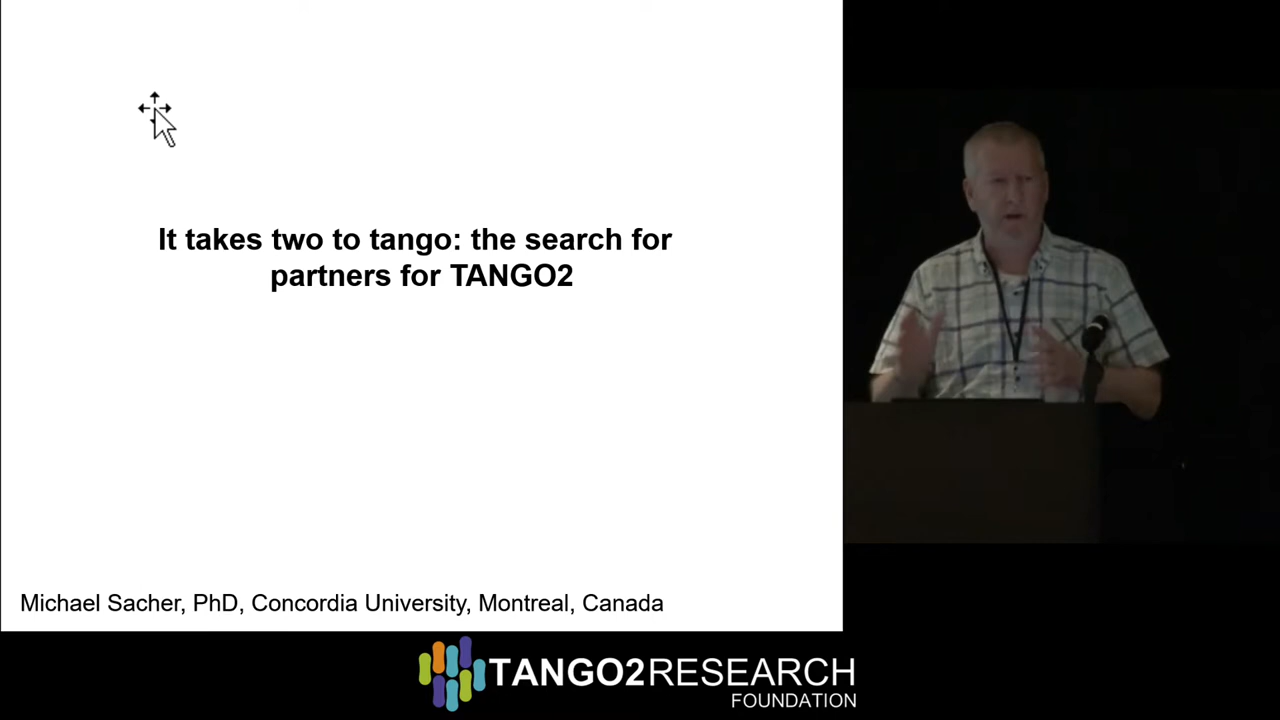 It takes two to tango: the search for
partners for TANGO2
Michael Sacher, PhD, Concordia University, Montreal, Canada
TANGO2RESEARCH
FOUNDATION